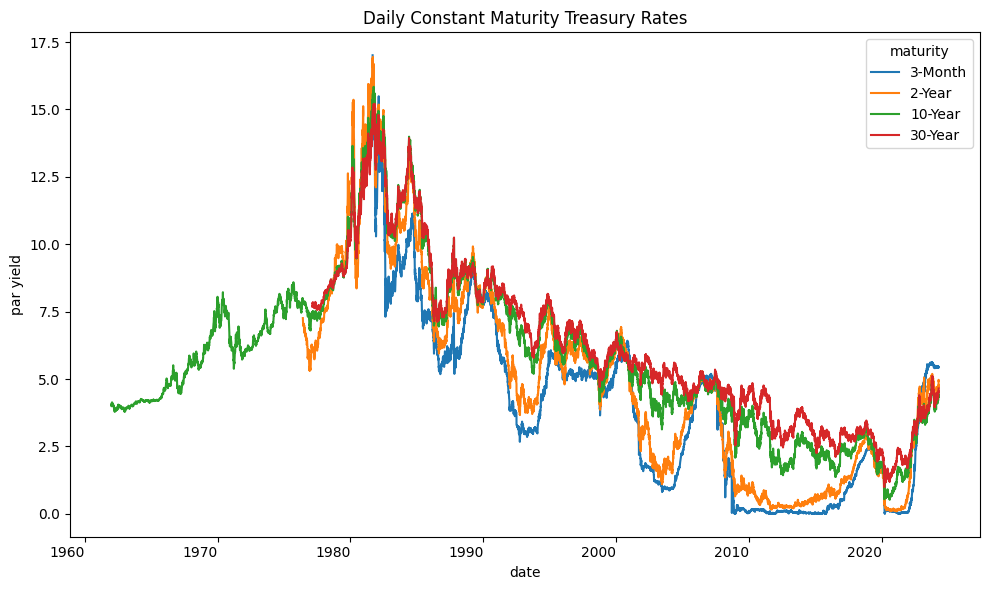 Daily Constant Maturity Treasury Rates
maturity
3-Month
2-Year
10-Year
30-Year
par yield
17.5
15.0
12.5
10.0
7.5
5.0
2.5
0.0
1960 1970 1980 1990 2000 2010 2020
date